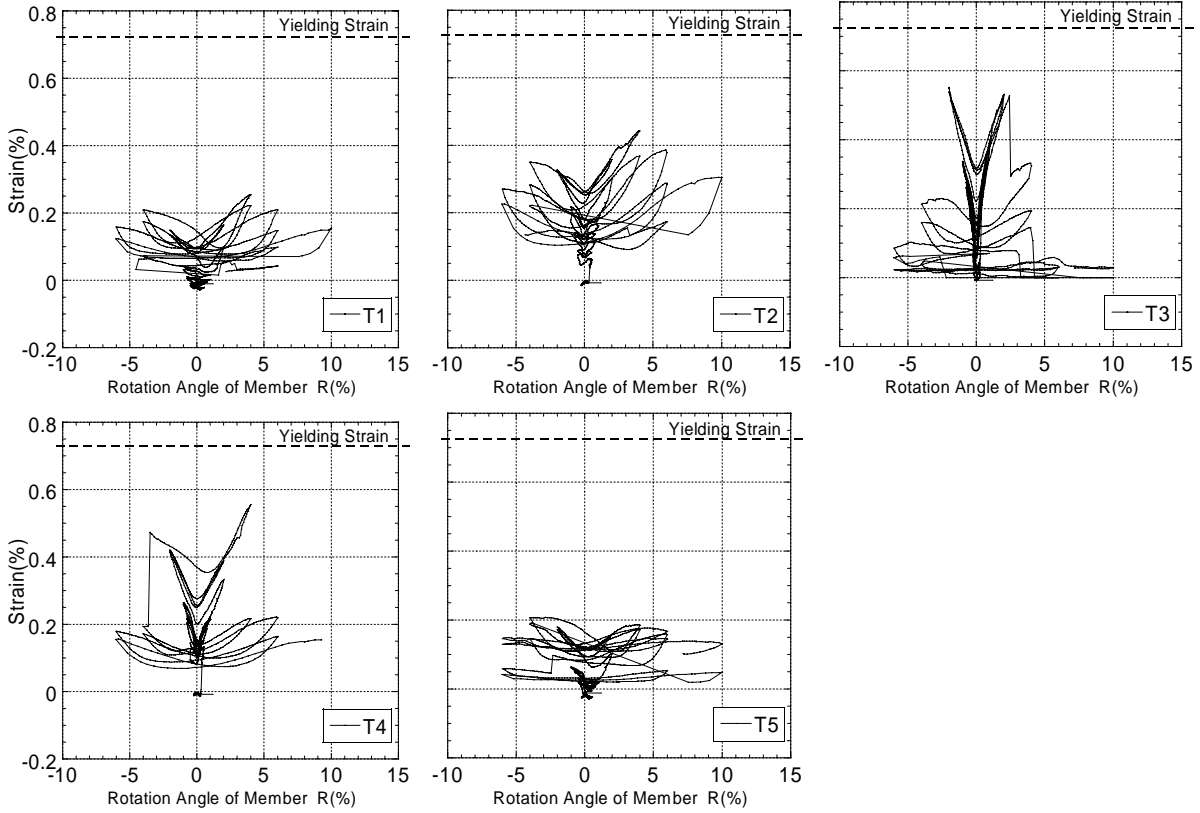 0.8
0.6
0.4
0.2
0
-0.2
Strain(%)
Yielding Strain
T1
-10 -5 0 5 10 15
Rotation Angle of Member R(%)
Yielding Strain
T2
-10 -5 0 5 10 15
Rotation Angle of Member R(%)
Yielding Strain
T3
-10 -5 0 5 10 15
Rotation Angle of Member R(%)
0.8
0.6
0.4
0.2
0
-0.2
Strain(%)
Yielding Strain
T4
-10 -5 0 5 10 15
Rotation Angle of Member R(%)
Yielding Strain
T5
-10 -5 0 5 10 15
Rotation Angle of Member R(%)